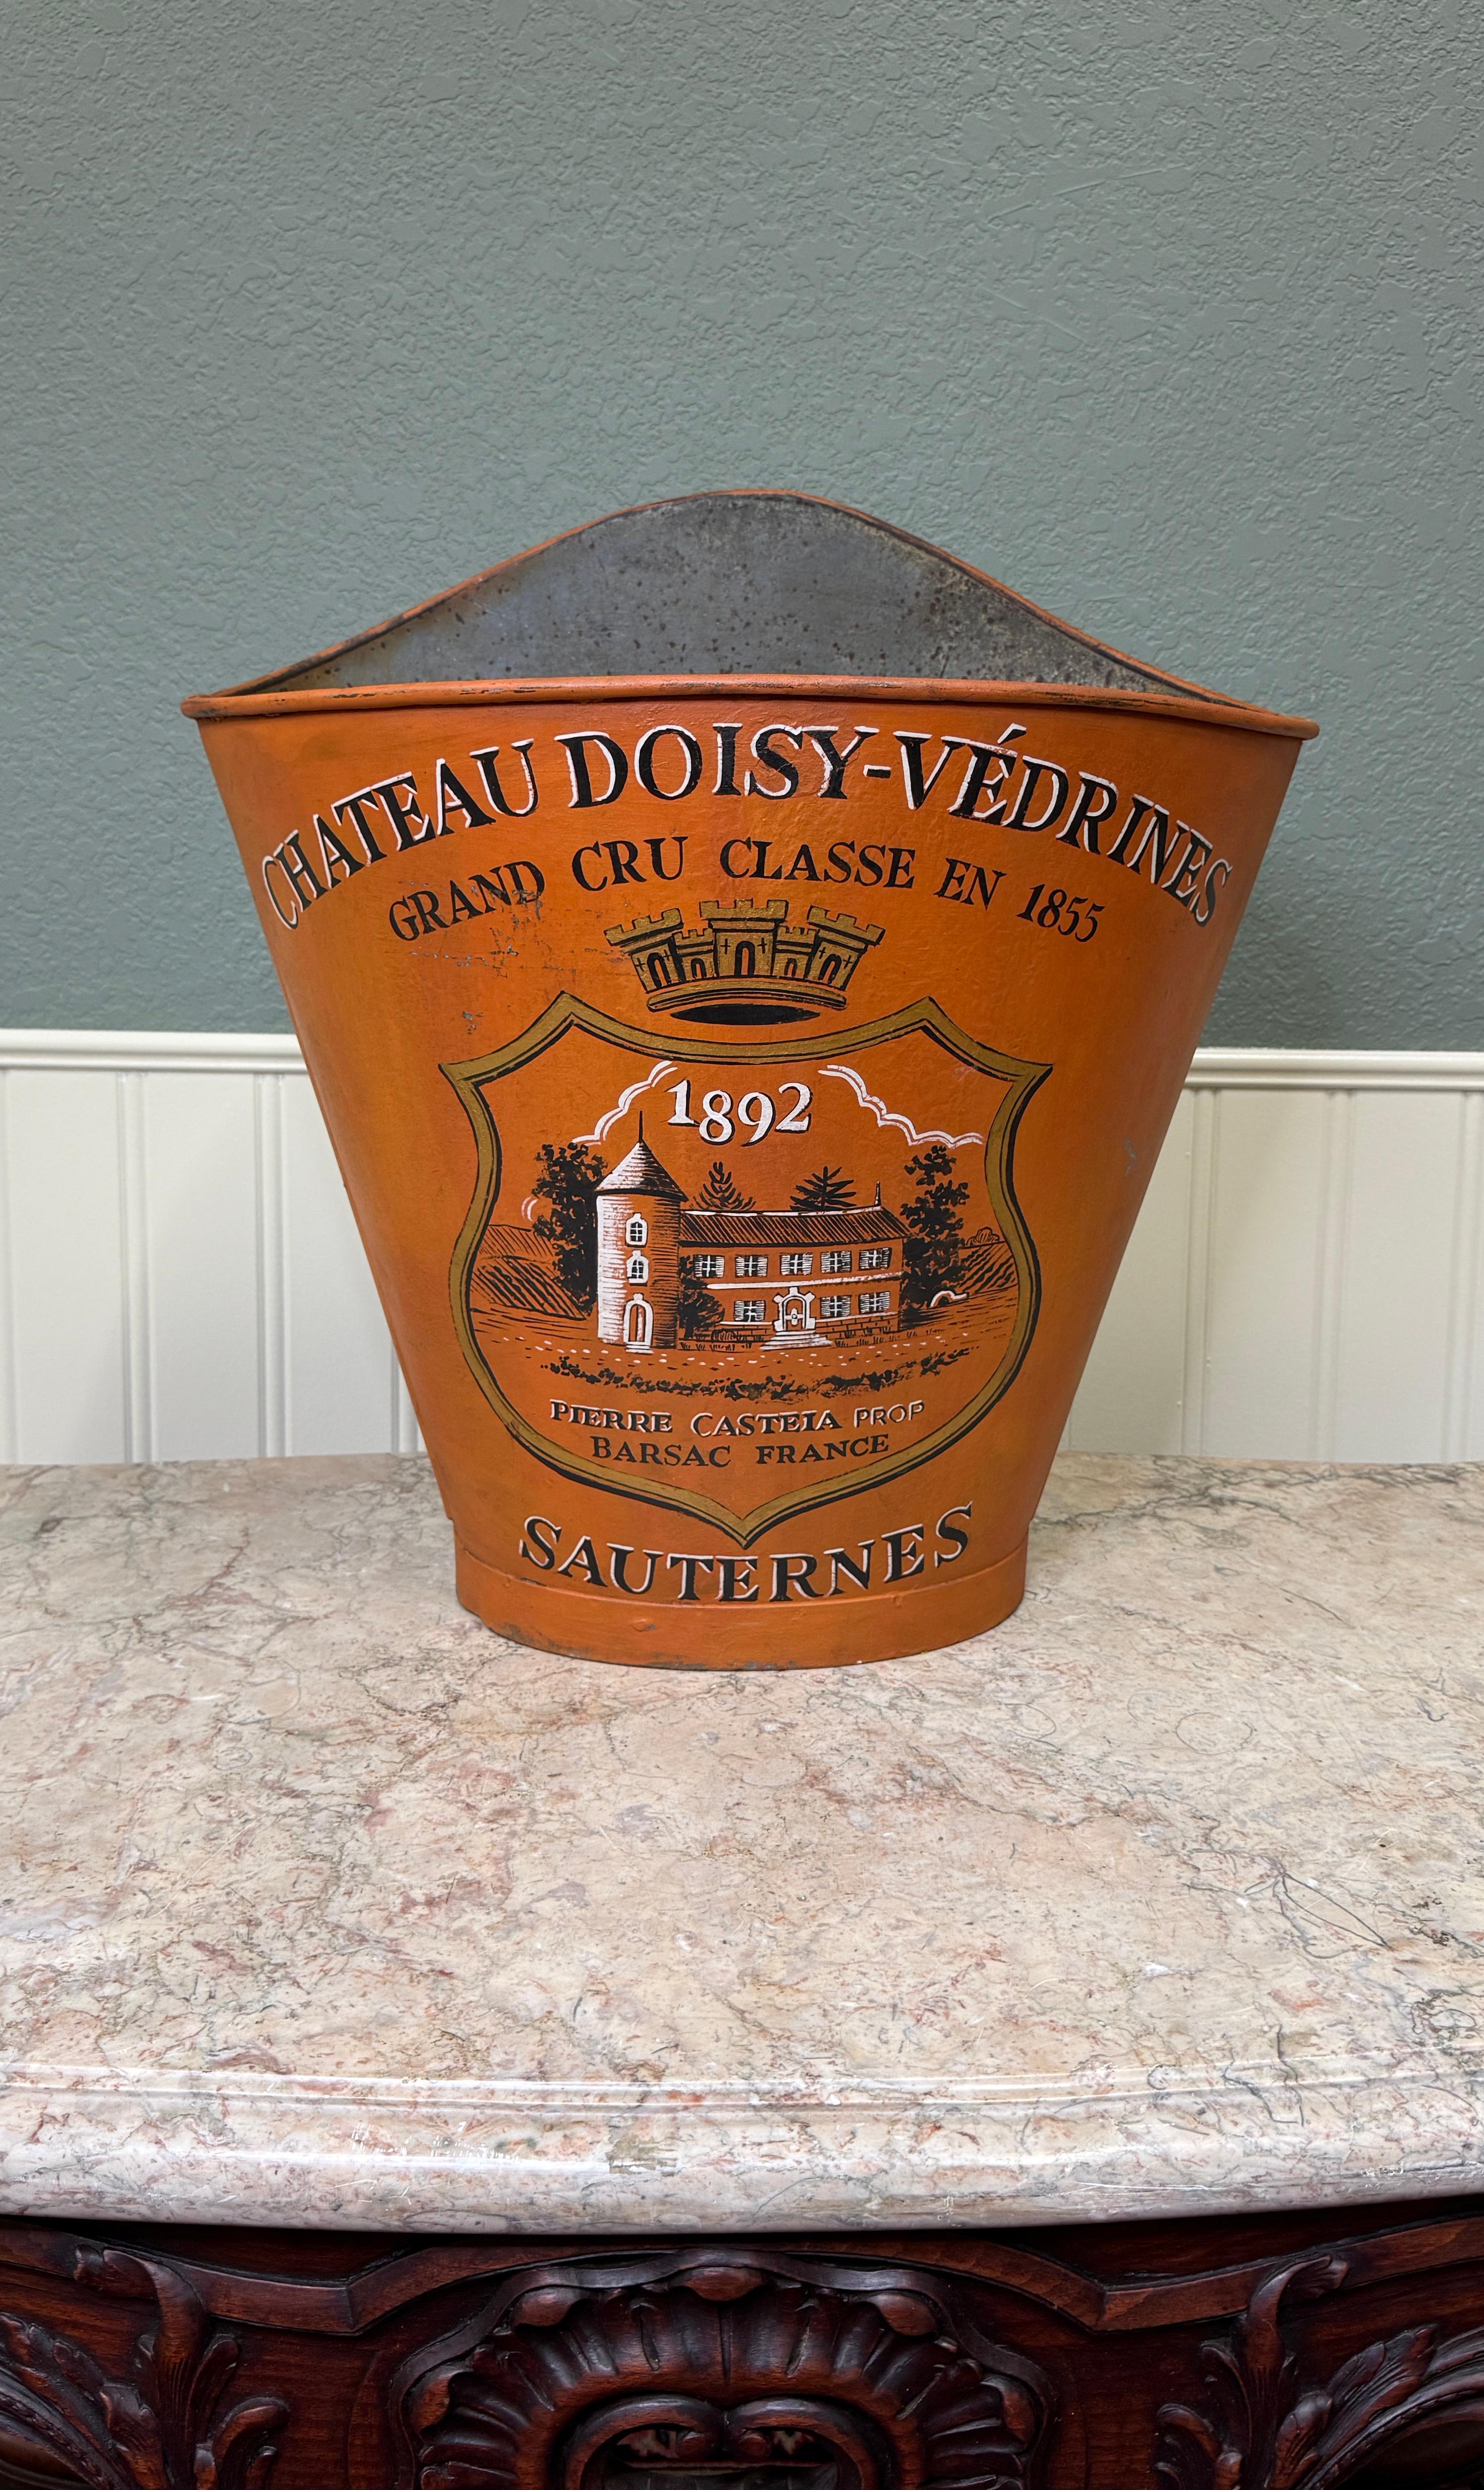 CHATEAU DOISY-VÉDRINES
GRAND CRU CLASSE EN 1855
1892
PIERRE CASTEIA PROP
BARSAC FRANCE
SAUTERNES